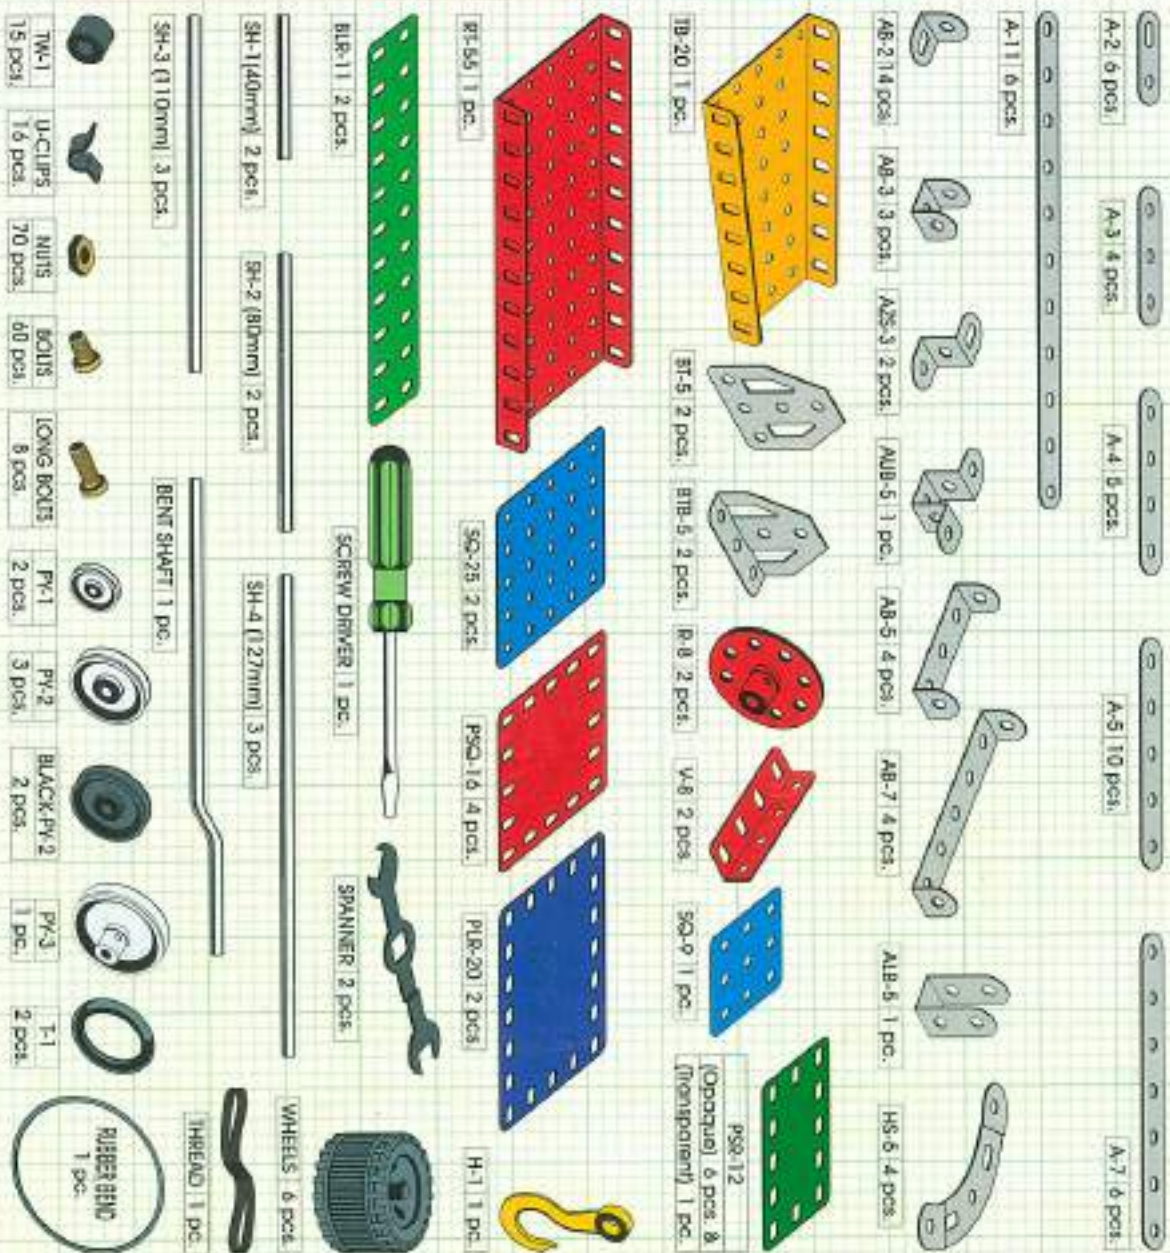 A-2 6 pcs.
A-3 4 pcs.
A-4 5 pcs.
A-5 10 pcs.
A-7 6 pcs.
A-11 6 pcs.
AB-2 14 pcs.
AB-3 3 pcs.
AZS-3 2 pcs.
AUB-5 1 pc.
AB-5 4 pcs.
AB-7 4 pcs.
ALB-5 1 pc.
HS-6 4 pcs.
TB-20 1 pc.
BT-5 2 pcs.
BTB-5 2 pcs.
R-8 2 pcs.
V-8 2 pcs
SQ-9 1 pc.
PSR-12
(Opaque) 6 pcs &
(Transparent) 1 pc.
RT-55 1 pc.
SQ-25 2 pcs.
PSQ-16 4 pcs.
PLR-20 2 pcs
H-1 1 pc.
BLR-11 2 pcs.
SCREW DRIVER 1 pc.
SPANNER 2 pcs.
WHEELS 6 pcs.
SH-1(40mm) 2 pcs.
SH-2 (80mm) 2 pcs.
SH-4 (127mm) 3 pcs.
SH-3 (110mm) 3 pcs.
BENT SHAFT 1 pc.
THREAD 1 pc.
TW-1
15 pcs.
U-CLIPS
16 pcs.
NUTS
70 pcs.
BOLTS
60 pcs.
LONG BOLTS
8 pcs.
PY-1
2 pcs.
PY-2
3 pcs.
BLACK-PY-2
2 pcs.
PY-3
1 pc.
T-1
2 pcs.
RUBBER BEND
1 pc.